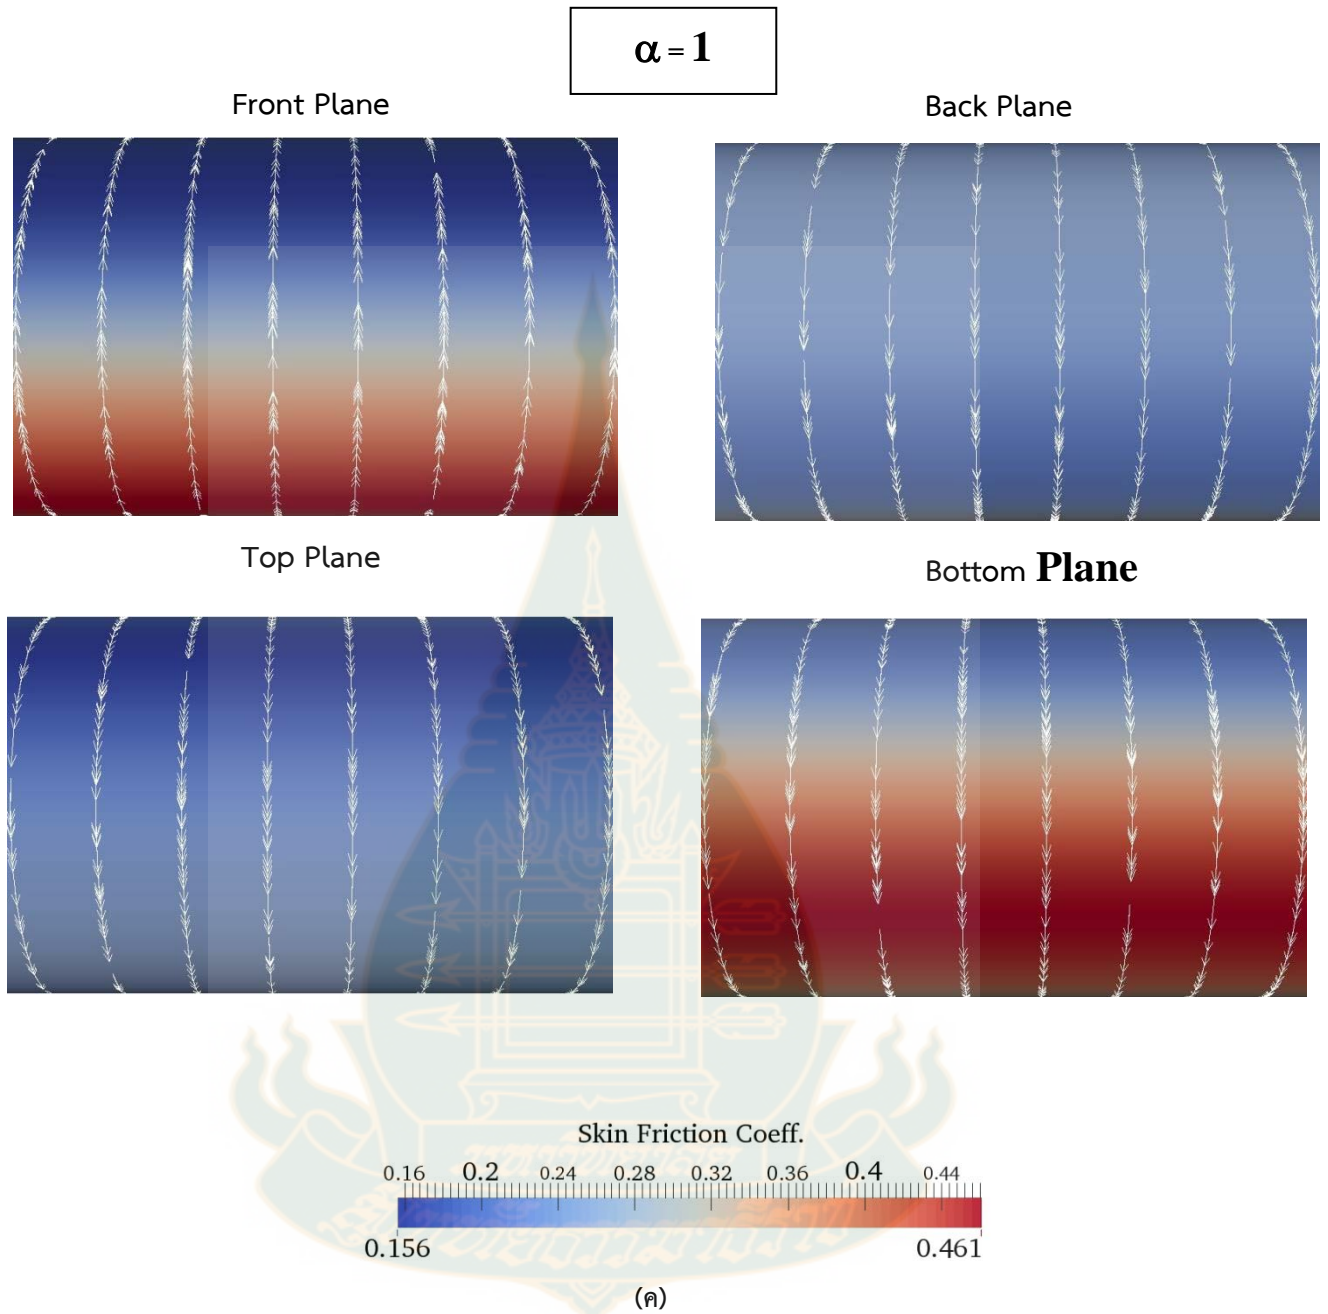 α = 1
Front Plane
Back Plane
Top Plane
Bottom Plane
Skin Friction Coeff.
0.16 0.2 0.24 0.28 0.32 0.36 0.4 0.44
0.156 0.461
(ค)